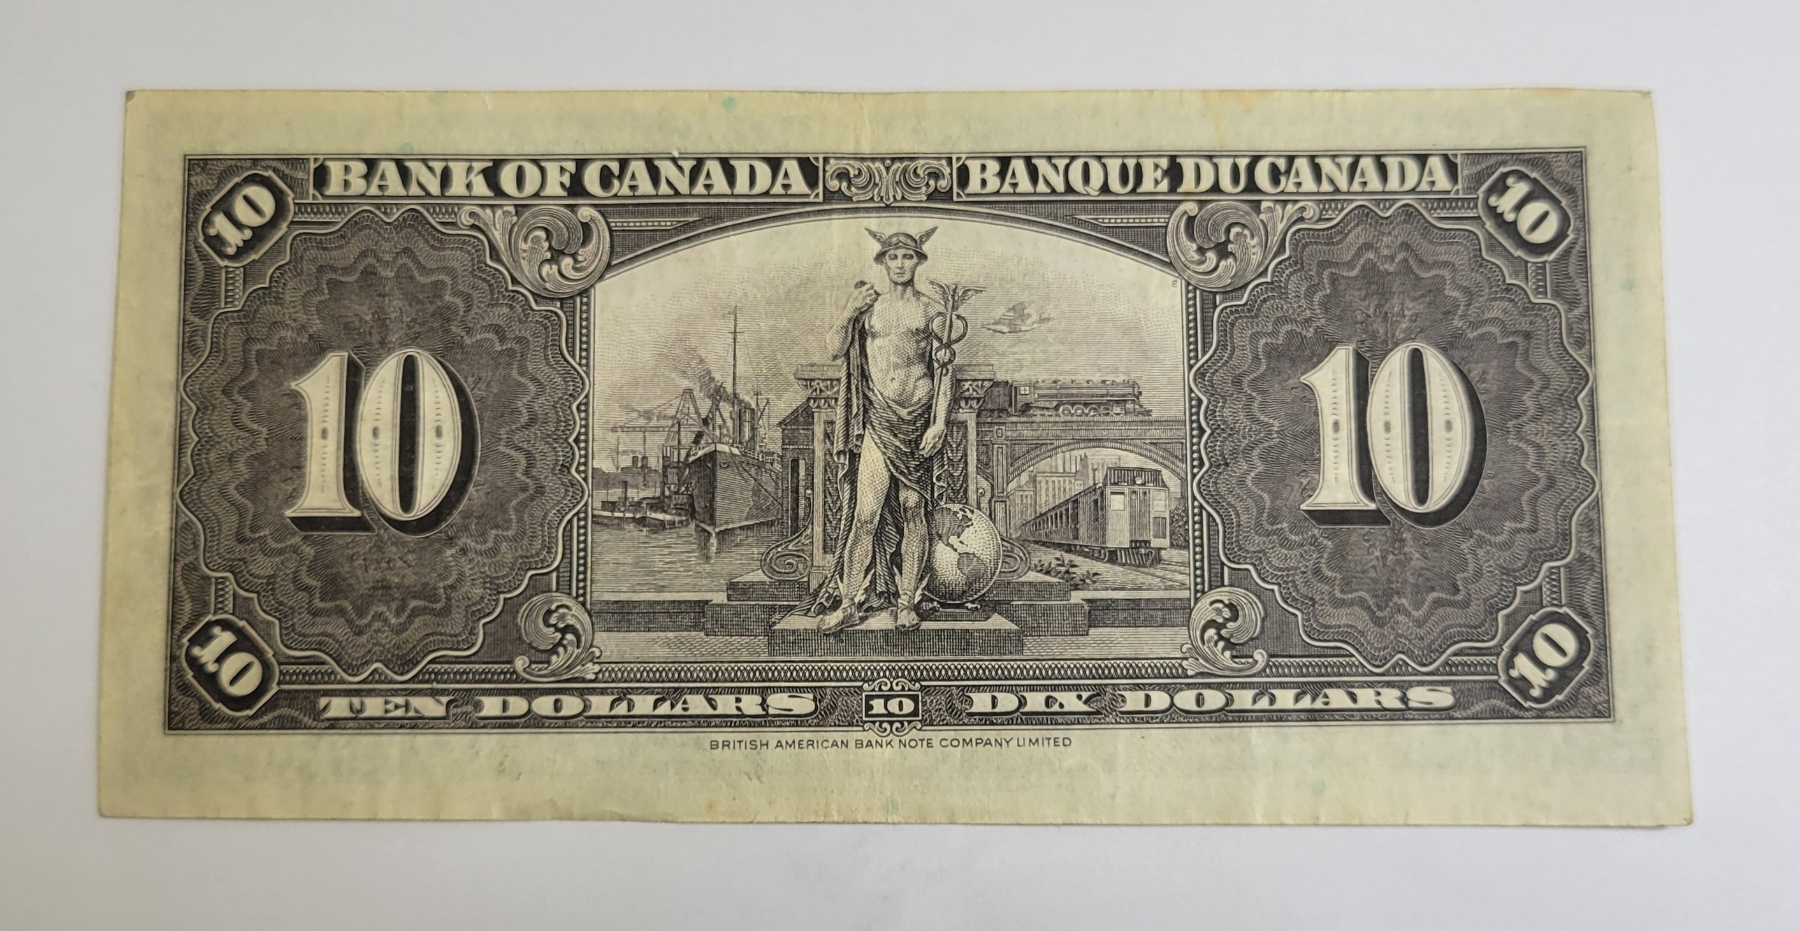 10 BANK OF CANADA BANQUE DU CANADA 10
10 10
10 TEN DOLLARS 10 DIX DOLLARS 10
BRITISH AMERICAN BANK NOTE COMPANY LIMITED